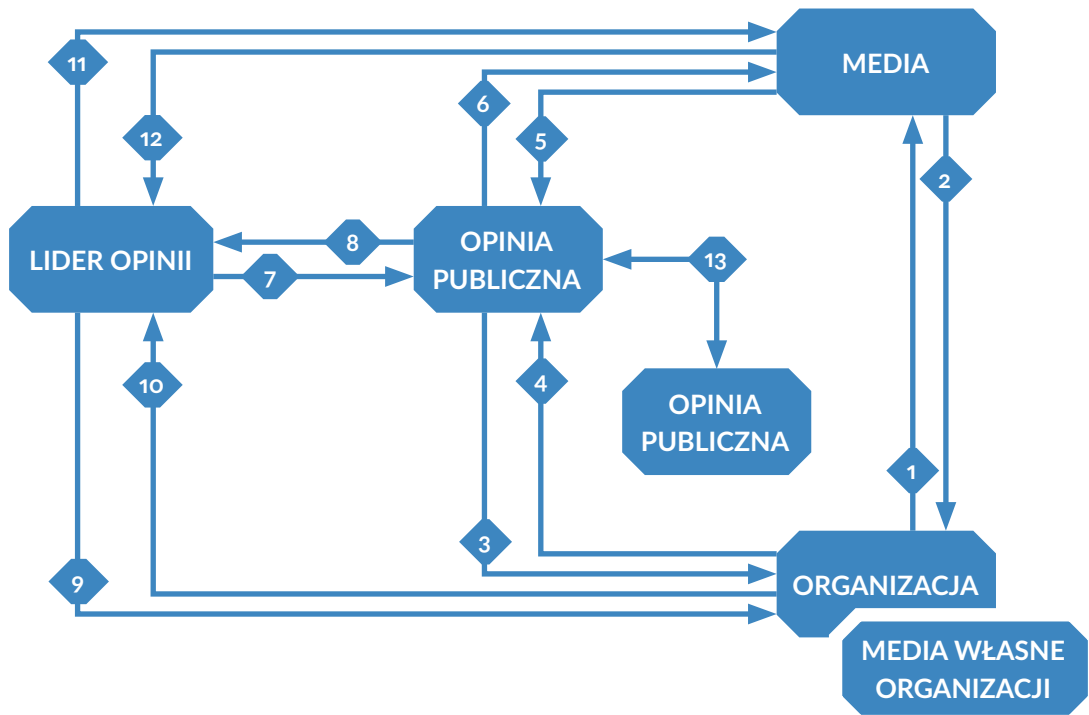 11
MEDIA
6
12
5
2
LIDER OPINII
8
7
OPINIA
PUBLICZNA
13
10
4
OPINIA
PUBLICZNA
1
3
9
ORGANIZACJA
MEDIA WŁASNE
ORGANIZACJI